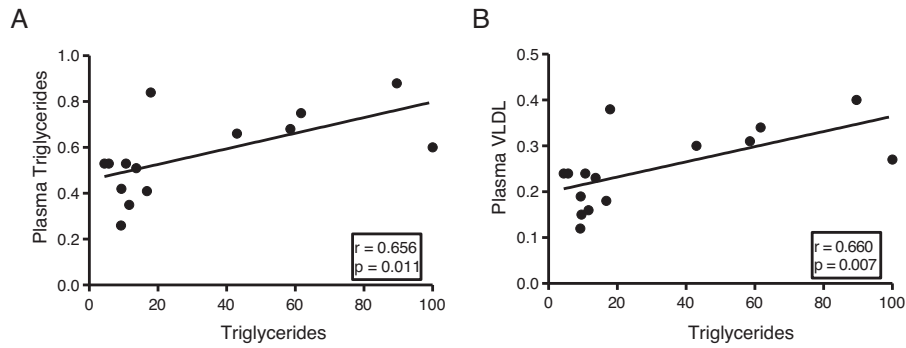 A
Plasma Triglycerides
1.0
0.8
0.6
0.4
0.2
0.0
r = 0.656
p = 0.011
0 20 40 60 80 100
Triglycerides
B
Plasma VLDL
0.5
0.4
0.3
0.2
0.1
0.0
r = 0.660
p = 0.007
0 20 40 60 80 100
Triglycerides